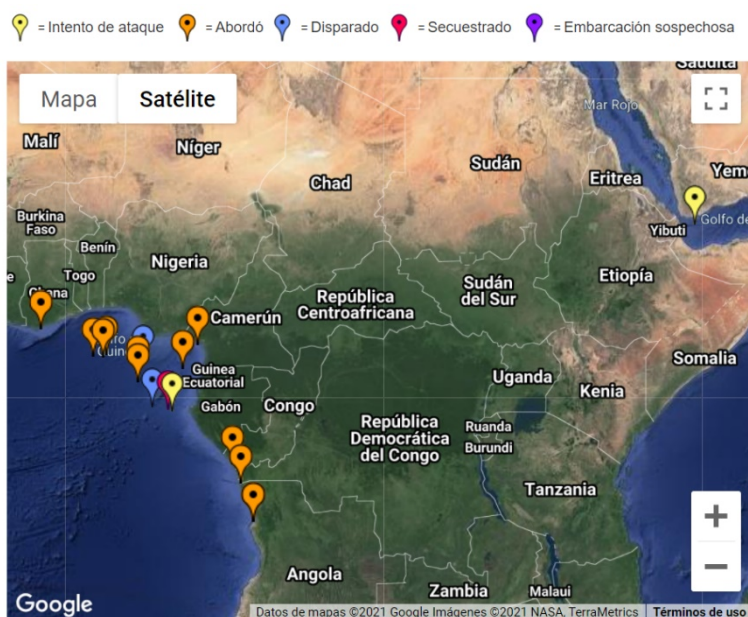 = Intento de ataque = Abordó = Disparado = Secuestrado = Embarcación sospechosa
Mapa Satélite
Saudita
Mar Rojo
Malí
Níger
Chad
Sudán
Eritrea
Yem
Burkina
Faso
Golfo de
Yibuti
Benín
Nigeria
Togo
Ghana
Etiopía
Sudán
del Sur
República
Centroafricana
Camerún
Somalia
Guinea
Ecuatorial
Uganda
Kenia
Gabón
Congo
República
Democrática
del Congo
Ruanda
Burundi
Tanzania
Angola
Zambia
Malaui
Google
Datos de mapas ©2021 Google Imágenes ©2021 NASA, TerraMetrics Términos de uso